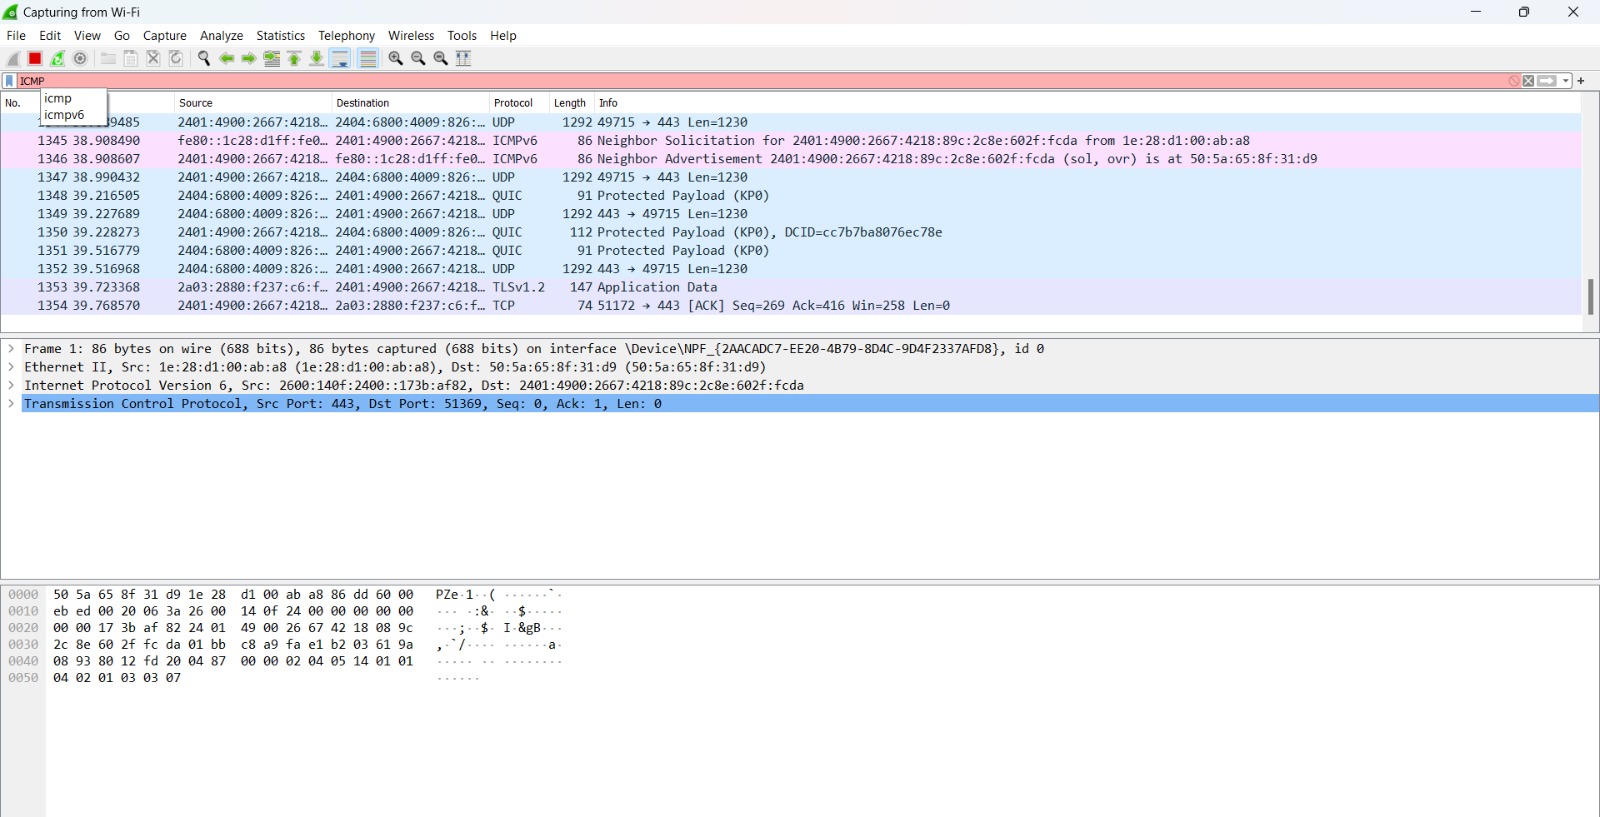 Capturing from Wi-Fi
File Edit View Go Capture Analyze Statistics Telephony Wireless Tools Help
ICMP
icmp
icmpv6
No. Source Destination Protocol Length Info
9485 2401:4900:2667:4218… 2404:6800:4009:826:… UDP 1292 49715 → 443 Len=1230
1345 38.908490 fe80::1c28:d1ff:fe0… 2401:4900:2667:4218… ICMPv6 86 Neighbor Solicitation for 2401:4900:2667:4218:89c:2c8e:602f:fcda from 1e:28:d1:00:ab:a8
1346 38.908607 2401:4900:2667:4218… fe80::1c28:d1ff:fe0… ICMPv6 86 Neighbor Advertisement 2401:4900:2667:4218:89c:2c8e:602f:fcda (sol, ovr) is at 50:5a:65:8f:31:d9
1347 38.990432 2401:4900:2667:4218… 2404:6800:4009:826:… UDP 1292 49715 → 443 Len=1230
1348 39.216505 2404:6800:4009:826:… 2401:4900:2667:4218… QUIC 91 Protected Payload (KP0)
1349 39.227689 2404:6800:4009:826:… 2401:4900:2667:4218… UDP 1292 443 → 49715 Len=1230
1350 39.228273 2401:4900:2667:4218… 2404:6800:4009:826:… QUIC 112 Protected Payload (KP0), DCID=cc7b7ba8076ec78e
1351 39.516779 2404:6800:4009:826:… 2401:4900:2667:4218… QUIC 91 Protected Payload (KP0)
1352 39.516968 2404:6800:4009:826:… 2401:4900:2667:4218… UDP 1292 443 → 49715 Len=1230
1353 39.723368 2a03:2880:f237:c6:f… 2401:4900:2667:4218… TLSv1.2 147 Application Data
1354 39.768570 2401:4900:2667:4218… 2a03:2880:f237:c6:f… TCP 74 51172 → 443 [ACK] Seq=269 Ack=416 Win=258 Len=0
Frame 1: 86 bytes on wire (688 bits), 86 bytes captured (688 bits) on interface \Device\NPF_{2AACADC7-EE20-4B79-8D4C-9D4F2337AFD8}, id 0
Ethernet II, Src: 1e:28:d1:00:ab:a8 (1e:28:d1:00:ab:a8), Dst: 50:5a:65:8f:31:d9 (50:5a:65:8f:31:d9)
Internet Protocol Version 6, Src: 2600:140f:2400::173b:af82, Dst: 2401:4900:2667:4218:89c:2c8e:602f:fcda
Transmission Control Protocol, Src Port: 443, Dst Port: 51369, Seq: 0, Ack: 1, Len: 0
0000 50 5a 65 8f 31 d9 1e 28 d1 00 ab a8 86 dd 60 00 PZe·1··( ······`·
0010 eb ed 00 20 06 3a 26 00 14 0f 24 00 00 00 00 00 ··· ·:&· ··$·····
0020 00 00 17 3b af 82 24 01 49 00 26 67 42 18 08 9c ···;··$· I·&gB···
0030 2c 8e 60 2f fc da 01 bb c8 a9 fa e1 b2 03 61 9a ,·`/···· ······a·
0040 08 93 80 12 fd 20 04 87 00 00 02 04 05 14 01 01 ····· ·· ········
0050 04 02 01 03 03 07 ······